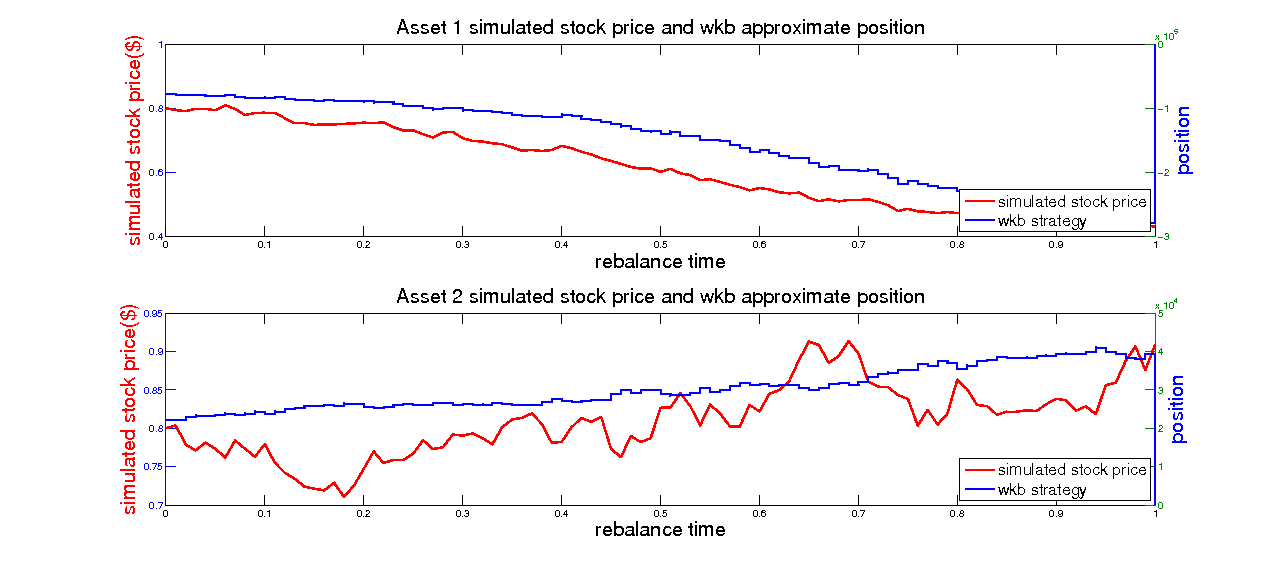 Asset 1 simulated stock price and wkb approximate position
x 10
simulated stock price($)
1
0.8
0.6
0.4
0
-1
-2
-3
position
simulated stock price
wkb strategy
0 0.1 0.2 0.3 0.4 0.5 0.6 0.7 0.8 0.9 1
rebalance time
Asset 2 simulated stock price and wkb approximate position
x 10^4
simulated stock price($)
0.95
0.9
0.85
0.8
0.75
0.7
5
4
3
2
1
0
position
simulated stock price
wkb strategy
0 0.1 0.2 0.3 0.4 0.5 0.6 0.7 0.8 0.9 1
rebalance time